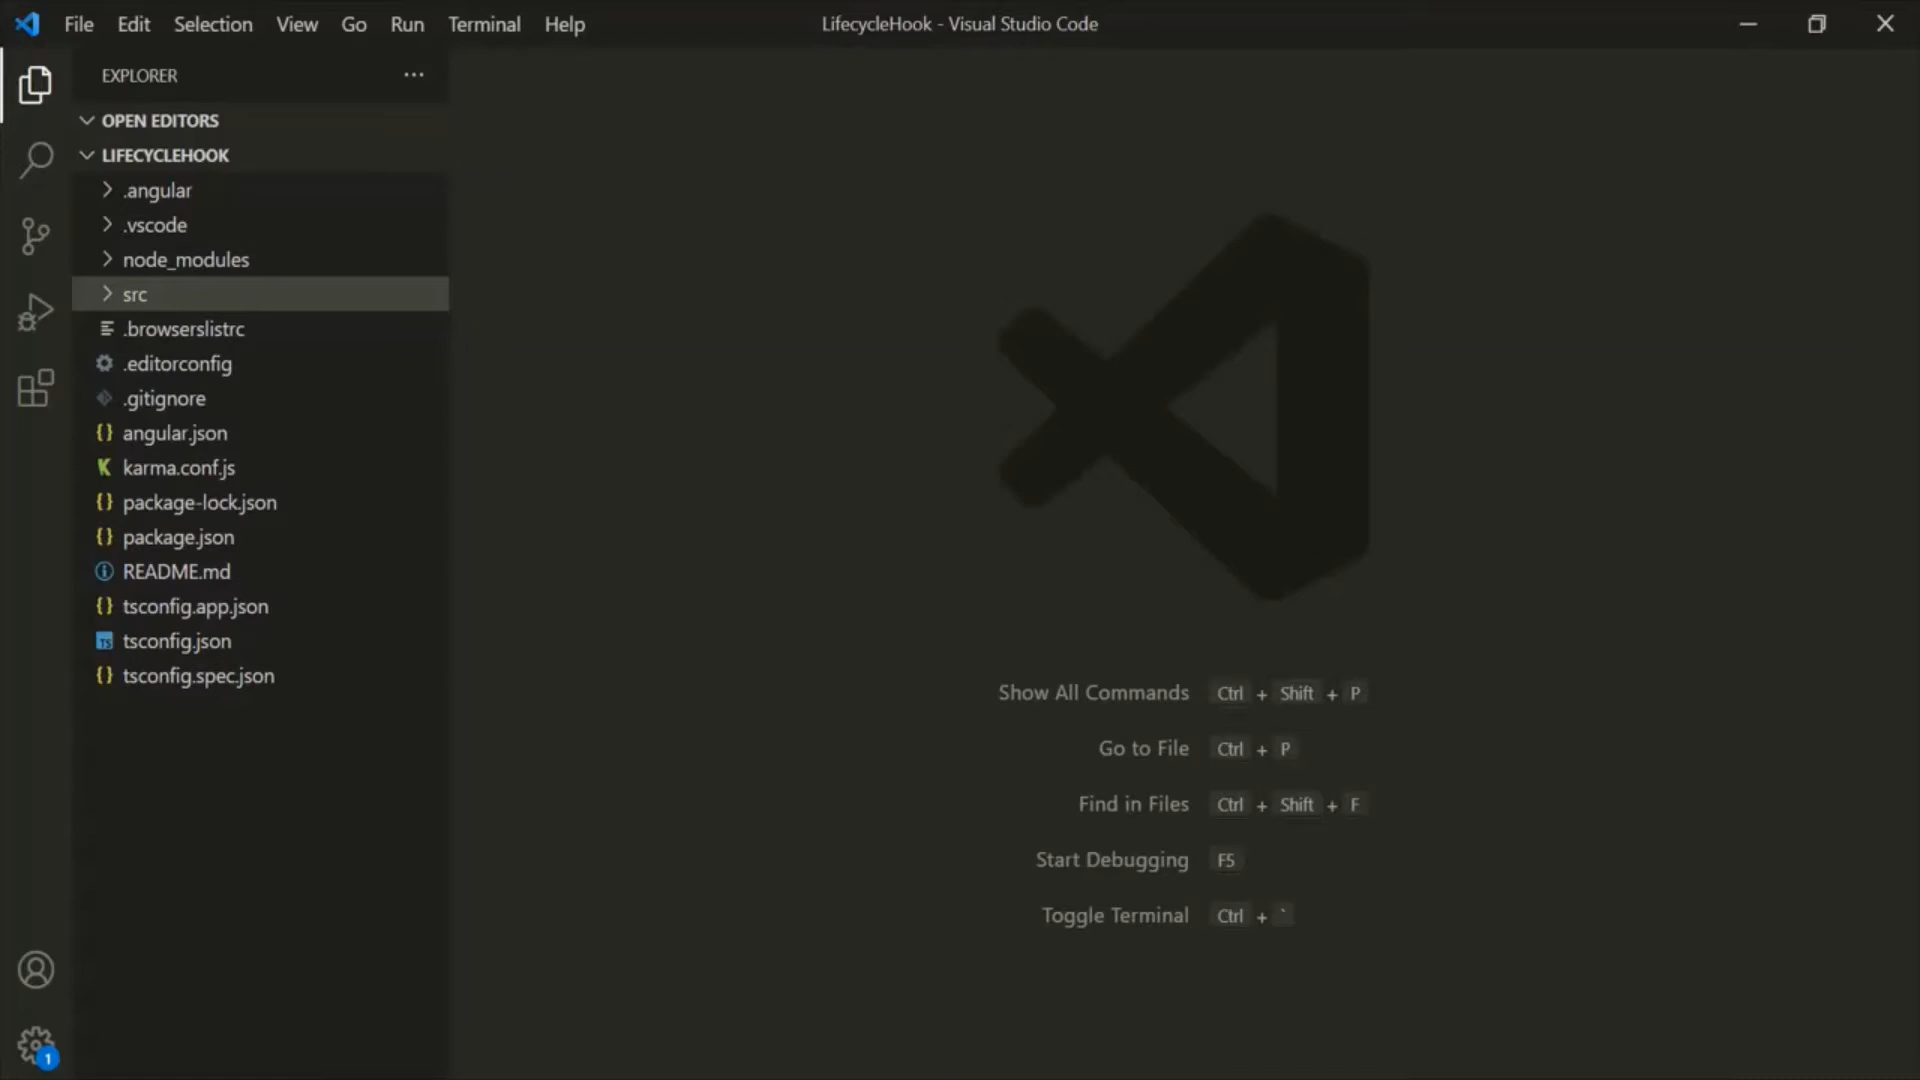 File Edit Selection View Go Run Terminal Help
LifecycleHook - Visual Studio Code
EXPLORER
OPEN EDITORS
LIFECYCLEHOOK
.angular
.vscode
node_modules
src
.browserslistrc
.editorconfig
.gitignore
{} angular.json
K karma.conf.js
{} package-lock.json
{} package.json
README.md
{} tsconfig.app.json
TS tsconfig.json
{} tsconfig.spec.json
Show All Commands Ctrl + Shift + P
Go to File Ctrl + P
Find in Files Ctrl + Shift + F
Start Debugging F5
Toggle Terminal Ctrl + `
1